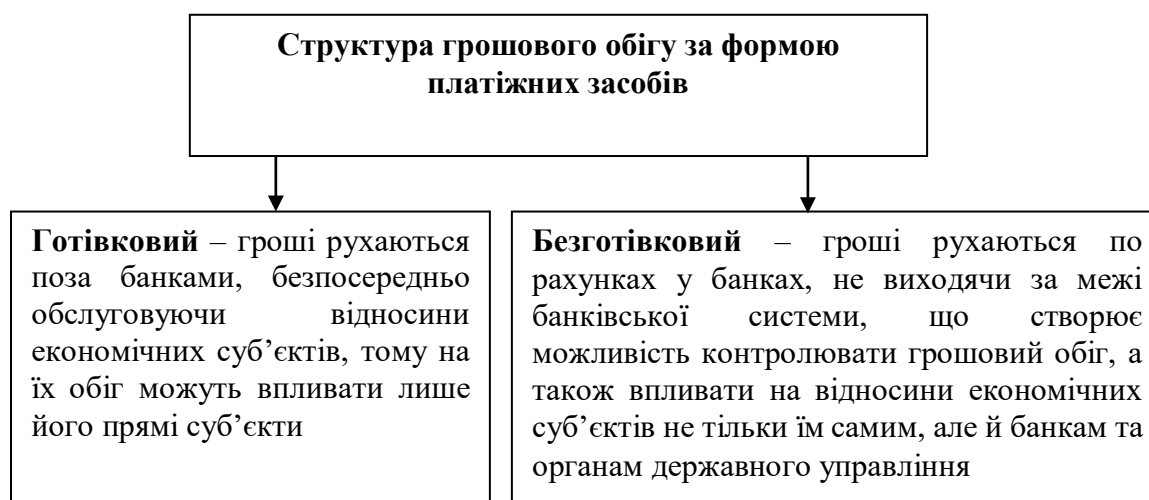 Структура грошового обігу за формою
платіжних засобів
Готівковий – гроші рухаються
поза банками, безпосередньо
обслуговуючи відносини
економічних суб’єктів, тому на
їх обіг можуть впливати лише
його прямі суб’єкти
Безготівковий – гроші рухаються по
рахунках у банках, не виходячи за межі
банківської системи, що створює
можливість контролювати грошовий обіг, а
також впливати на відносини економічних
суб’єктів не тільки їм самим, але й банкам та
органам державного управління